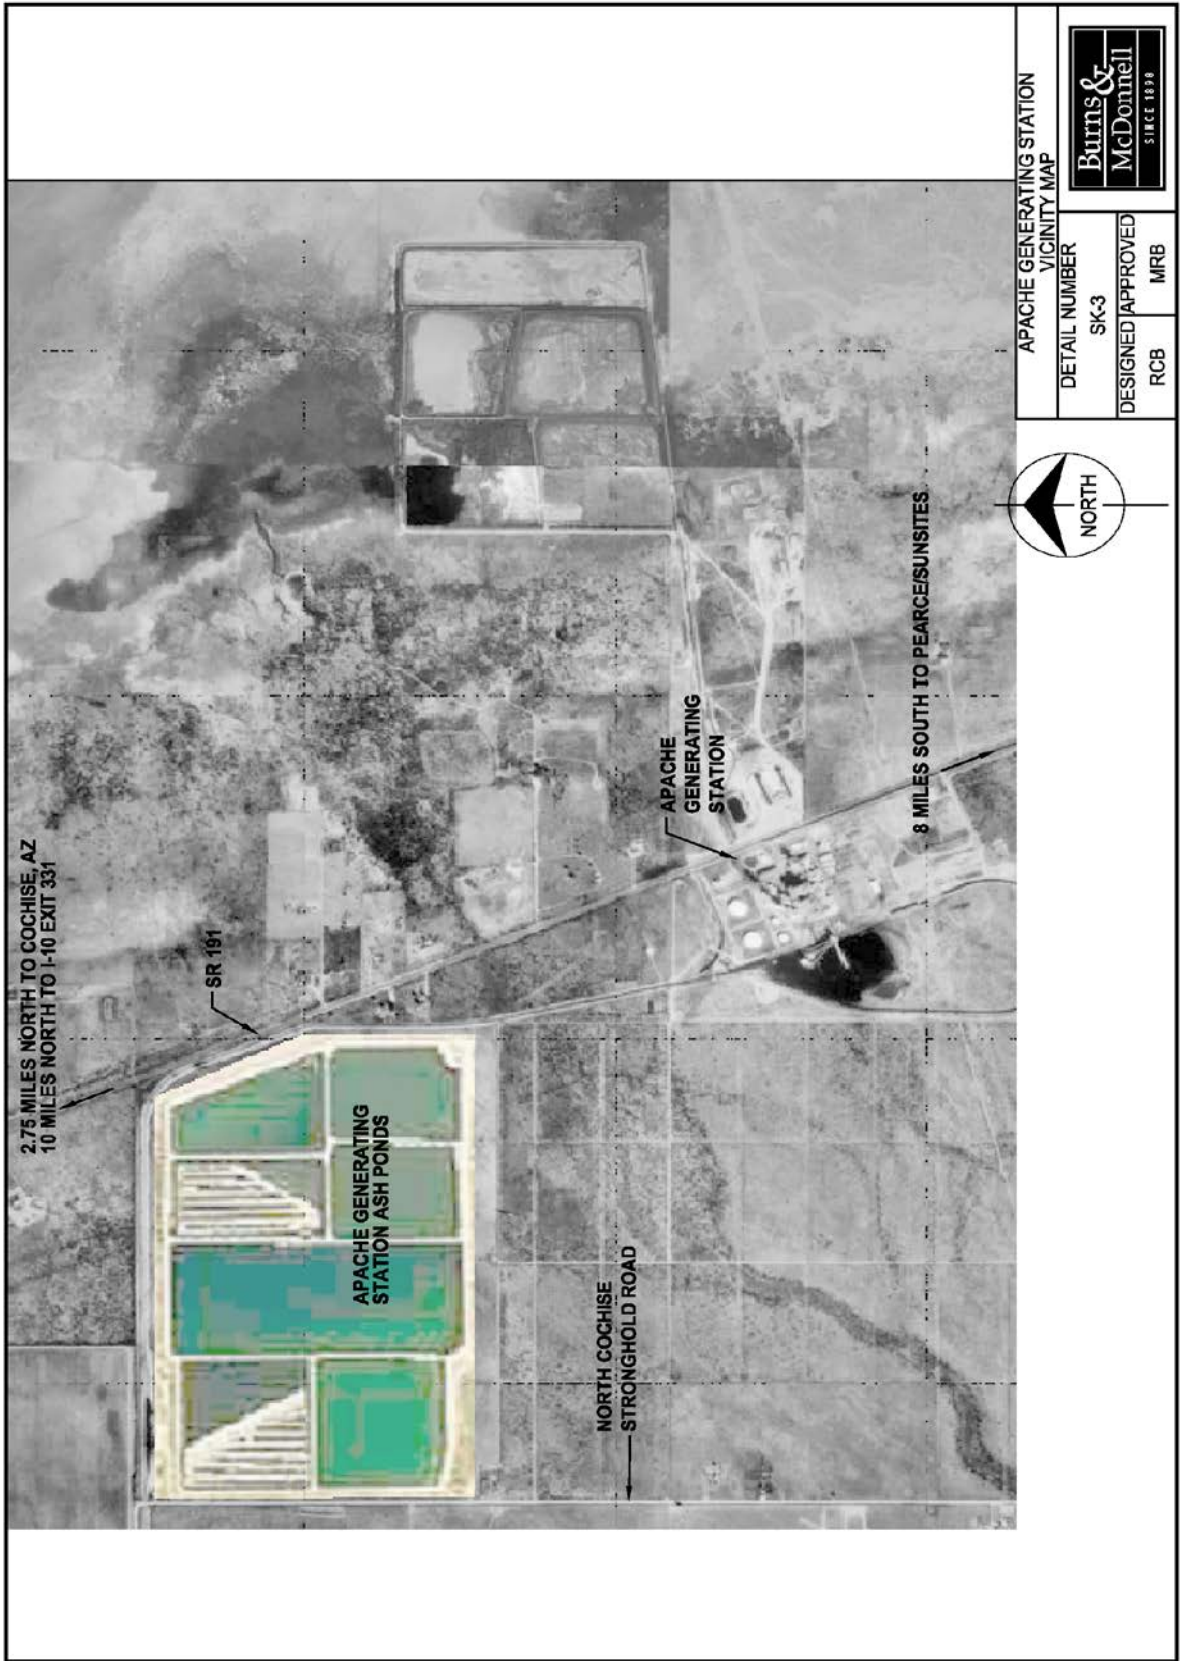 2.75 MILES NORTH TO COCHISE, AZ
10 MILES NORTH TO I-10 EXIT 331
SR 191
APACHE GENERATING
STATION ASH PONDS
NORTH COCHISE
STRONGHOLD ROAD
APACHE
GENERATING
STATION
8 MILES SOUTH TO PEARCE/SUNSITES
NORTH
APACHE GENERATING STATION
VICINITY MAP
DETAIL NUMBER
SK-3
DESIGNED
APPROVED
RCB
MRB
Burns &
McDonnell
SINCE 1898